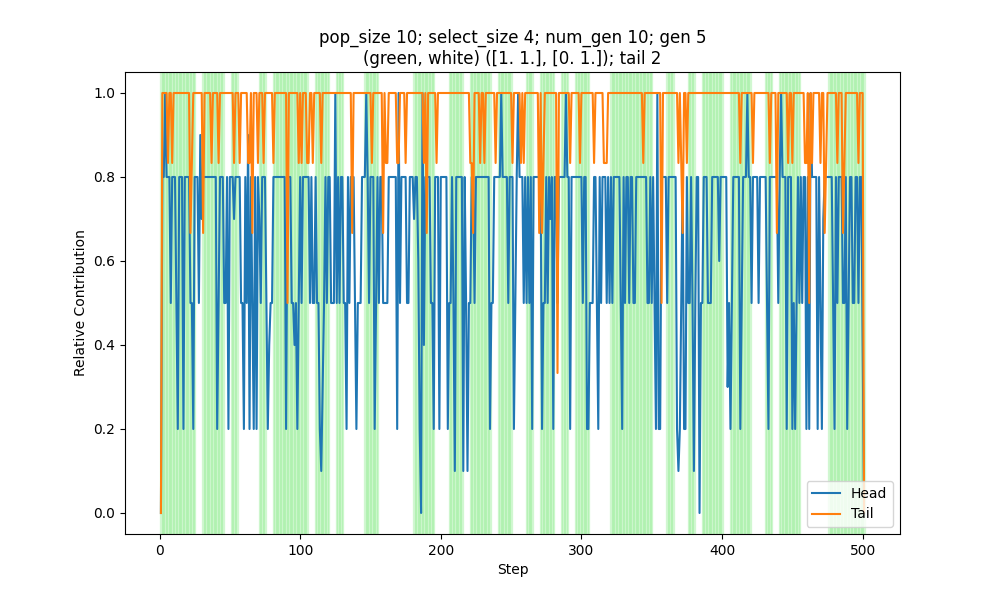 pop_size 10; select_size 4; num_gen 10; gen 5
(green, white) ([1. 1.], [0. 1.]); tail 2
1.0
0.8
0.6
0.4
0.2
0.0
Relative Contribution
0
100
200
300
400
500
Step
Head
Tail